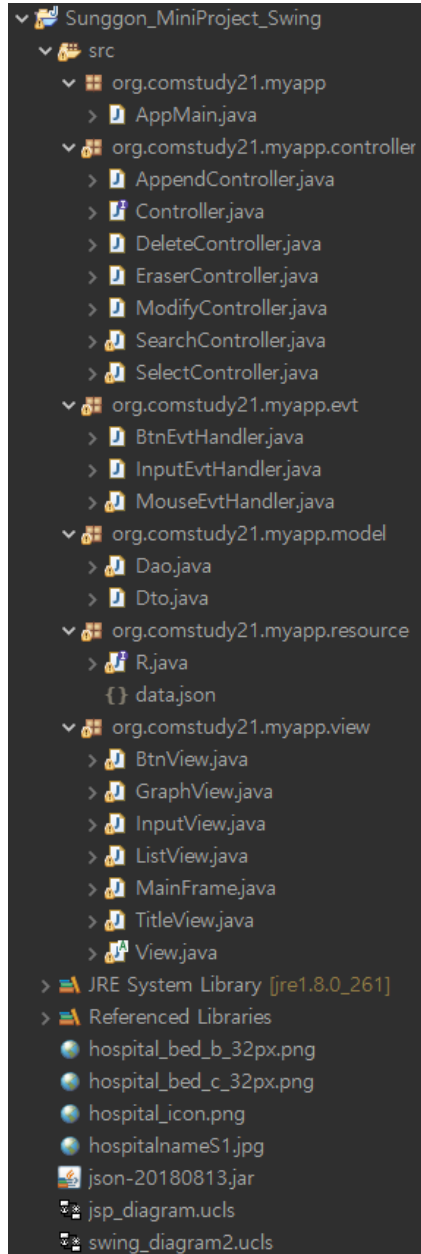 Sunggon_MiniProject_Swing
src
org.comstudy21.myapp
AppMain.java
org.comstudy21.myapp.controller
AppendController.java
Controller.java
DeleteController.java
EraserController.java
ModifyController.java
SearchController.java
SelectController.java
org.comstudy21.myapp.evt
BtnEvtHandler.java
InputEvtHandler.java
MouseEvtHandler.java
org.comstudy21.myapp.model
Dao.java
Dto.java
org.comstudy21.myapp.resource
R.java
data.json
org.comstudy21.myapp.view
BtnView.java
GraphView.java
InputView.java
ListView.java
MainFrame.java
TitleView.java
View.java
JRE System Library [jre1.8.0_261]
Referenced Libraries
hospital_bed_b_32px.png
hospital_bed_c_32px.png
hospital_icon.png
hospitalnameS1.jpg
json-20180813.jar
jsp_diagram.ucls
swing_diagram2.ucls